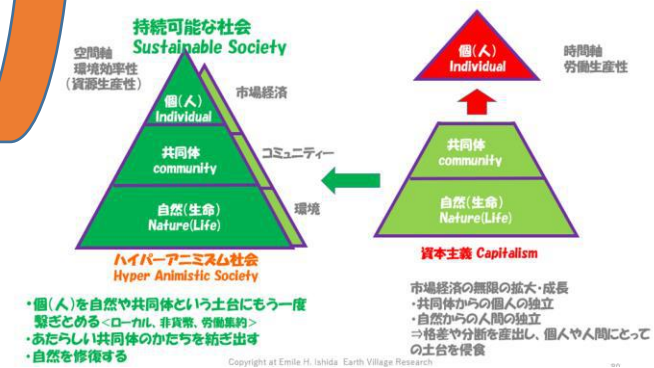 持続可能な社会
Sustainable Society
空間軸
環境効率性
(資源生産性)
個(人)
Individual
市場経済
共同体
community
コミュニティー
自然(生命)
Nature(Life)
環境
ハイパーアニミズム社会
Hyper Animistic Society
・個(人)を自然や共同体という土台にもう一度
繋ぎとめる<ローカル、非貨幣、労働集約>
・あたらしい共同体のかたちを紡ぎ出す
・自然を修復する
個(人)
Individual
時間軸
労働生産性
共同体
community
自然(生命)
Nature(Life)
資本主義 Capitalism
市場経済の無限の拡大・成長
・共同体からの個人の独立
・自然からの人間の独立
⇒格差や分断を産出し、個人や人間にとって
の土台を侵食
Copyright at Emile H. Ishida Earth Village Research